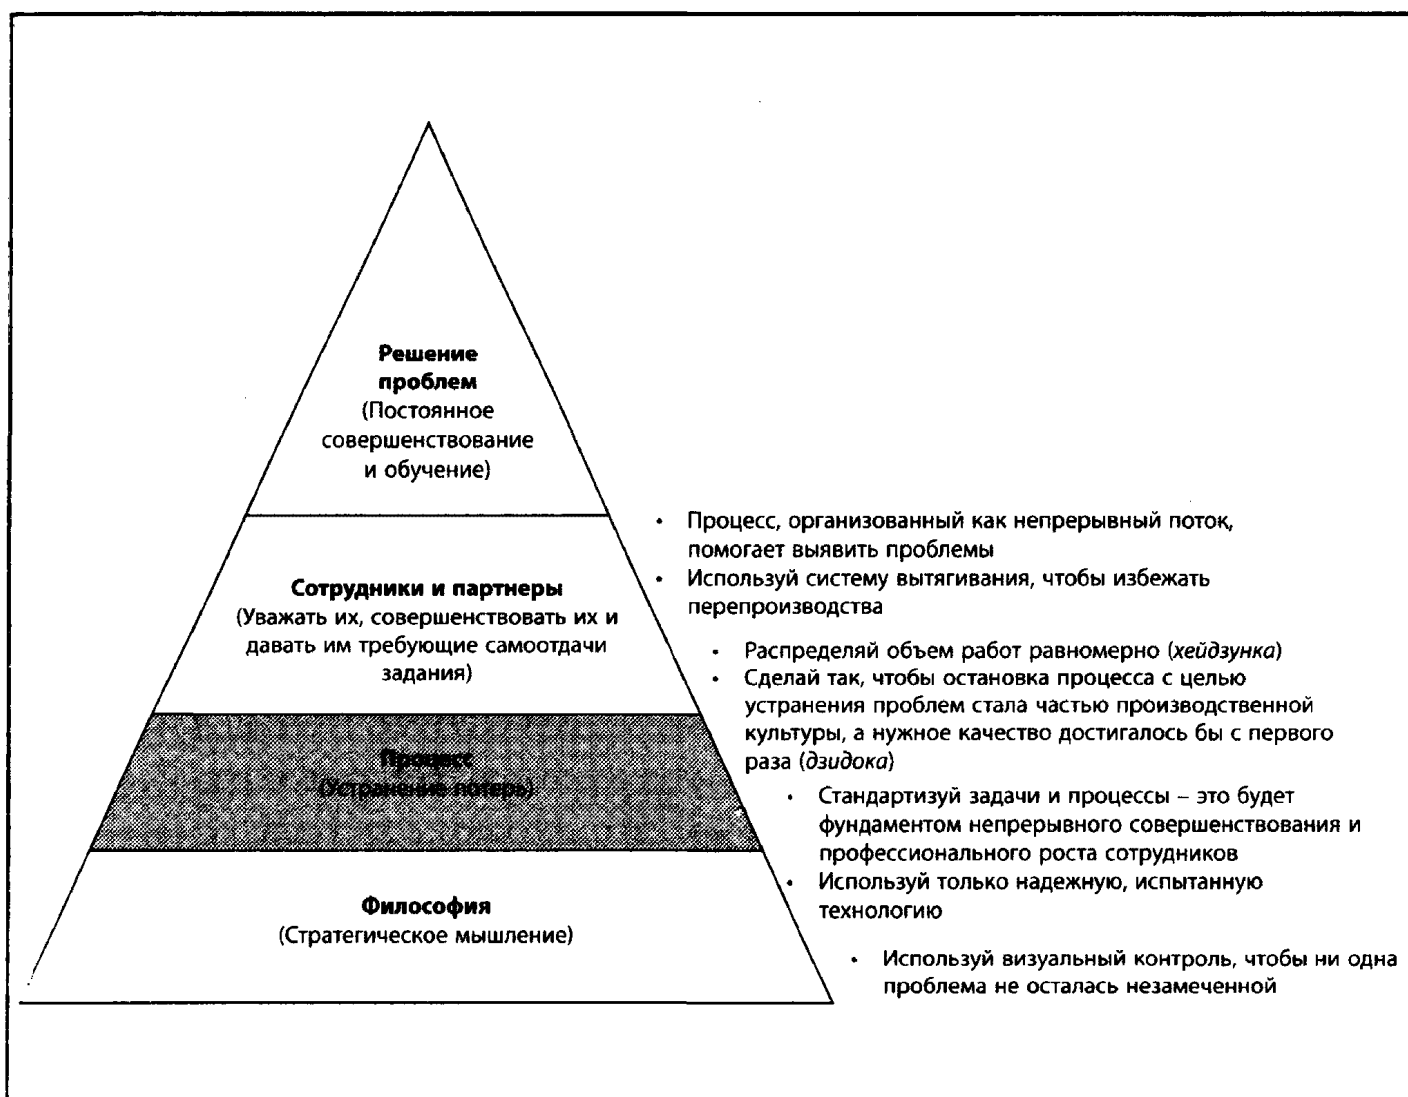 Решение
проблем
(Постоянное
совершенствование
и обучение)
Сотрудники и партнеры
(Уважать их, совершенствовать их и
давать им требующие самоотдачи
задания)
Процесс
(Устранение потерь)
Философия
(Стратегическое мышление)
• Процесс, организованный как непрерывный поток,
помогает выявить проблемы
• Используй систему вытягивания, чтобы избежать
перепроизводства
• Распределяй объем работ равномерно (хейдзунка)
• Сделай так, чтобы остановка процесса с целью
устранения проблем стала частью производственной
культуры, а нужное качество достигалось бы с первого
раза (дзидока)
• Стандартизуй задачи и процессы – это будет
фундаментом непрерывного совершенствования и
профессионального роста сотрудников
• Используй только надежную, испытанную
технологию
• Используй визуальный контроль, чтобы ни одна
проблема не осталась незамеченной